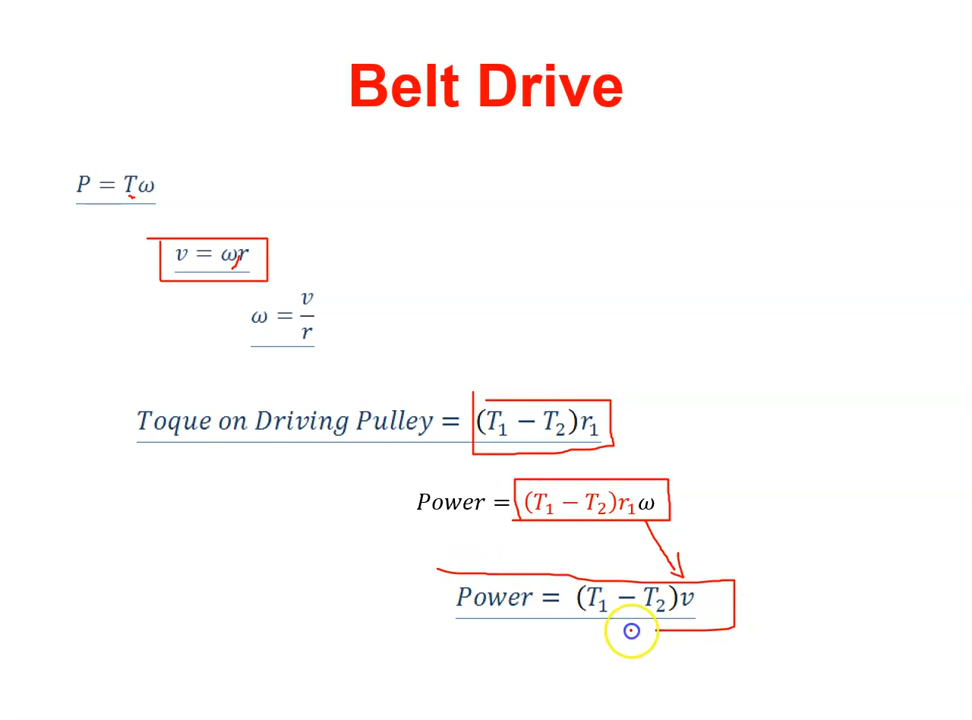 Belt Drive
P = Tω
v = ωr
ω = v/r
Toque on Driving Pulley = (T₁ − T₂)r₁
Power = (T₁ − T₂)r₁ω
Power = (T₁ − T₂)v